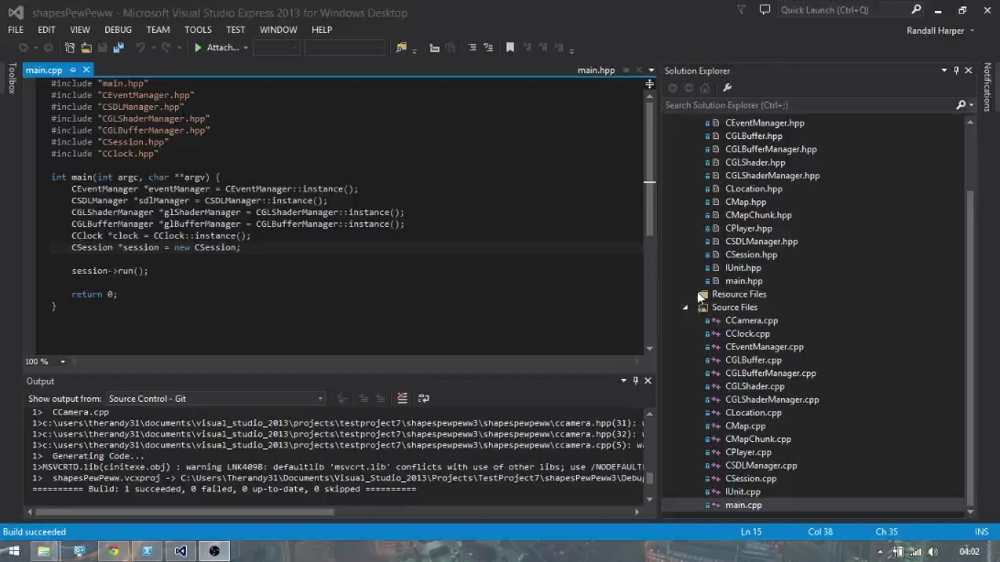 shapesPewPeww - Microsoft Visual Studio Express 2013 for Windows Desktop
Quick Launch (Ctrl+Q)
FILE EDIT VIEW DEBUG TEAM TOOLS TEST WINDOW HELP
Randall Harper
Attach...
Toolbox
main.cpp
main.hpp
#include "main.hpp"
#include "CEventManager.hpp"
#include "CSDLManager.hpp"
#include "CGLShaderManager.hpp"
#include "CGLBufferManager.hpp"
#include "CSession.hpp"
#include "CClock.hpp"
int main(int argc, char **argv) {
CEventManager *eventManager = CEventManager::instance();
CSDLManager *sdlManager = CSDLManager::instance();
CGLShaderManager *glShaderManager = CGLShaderManager::instance();
CGLBufferManager *glBufferManager = CGLBufferManager::instance();
CClock *clock = CClock::instance();
CSession *session = new CSession;
session->run();
return 0;
}
100 %
Output
Show output from: Source Control - Git
1> CCamera.cpp
1>c:\users\therandy31\documents\visual_studio_2013\projects\testproject7\shapespewpeww3\shapespewpeww\ccamera.hpp(31): w
1>c:\users\therandy31\documents\visual_studio_2013\projects\testproject7\shapespewpeww3\shapespewpeww\ccamera.hpp(32): w
1>c:\users\therandy31\documents\visual_studio_2013\projects\testproject7\shapespewpeww3\shapespewpeww\ccamera.cpp(5): wa
1> Generating Code...
1>MSVCRTD.lib(cinitexe.obj) : warning LNK4098: defaultlib 'msvcrt.lib' conflicts with use of other libs; use /NODEFAULT
1> shapesPewPeww.vcxproj -> C:\Users\Therandy31\Documents\Visual_Studio_2013\Projects\TestProject7\shapesPewPeww3\Debug
========== Build: 1 succeeded, 0 failed, 0 up-to-date, 0 skipped ==========
Solution Explorer
Search Solution Explorer (Ctrl+;)
CEventManager.hpp
CGLBuffer.hpp
CGLBufferManager.hpp
CGLShader.hpp
CGLShaderManager.hpp
CLocation.hpp
CMap.hpp
CMapChunk.hpp
CPlayer.hpp
CSDLManager.hpp
CSession.hpp
IUnit.hpp
main.hpp
Resource Files
Source Files
CCamera.cpp
CClock.cpp
CEventManager.cpp
CGLBuffer.cpp
CGLBufferManager.cpp
CGLShader.cpp
CGLShaderManager.cpp
CLocation.cpp
CMap.cpp
CMapChunk.cpp
CPlayer.cpp
CSDLManager.cpp
CSession.cpp
IUnit.cpp
main.cpp
Notifications
Build succeeded
Ln 15 Col 38 Ch 35 INS
04:02